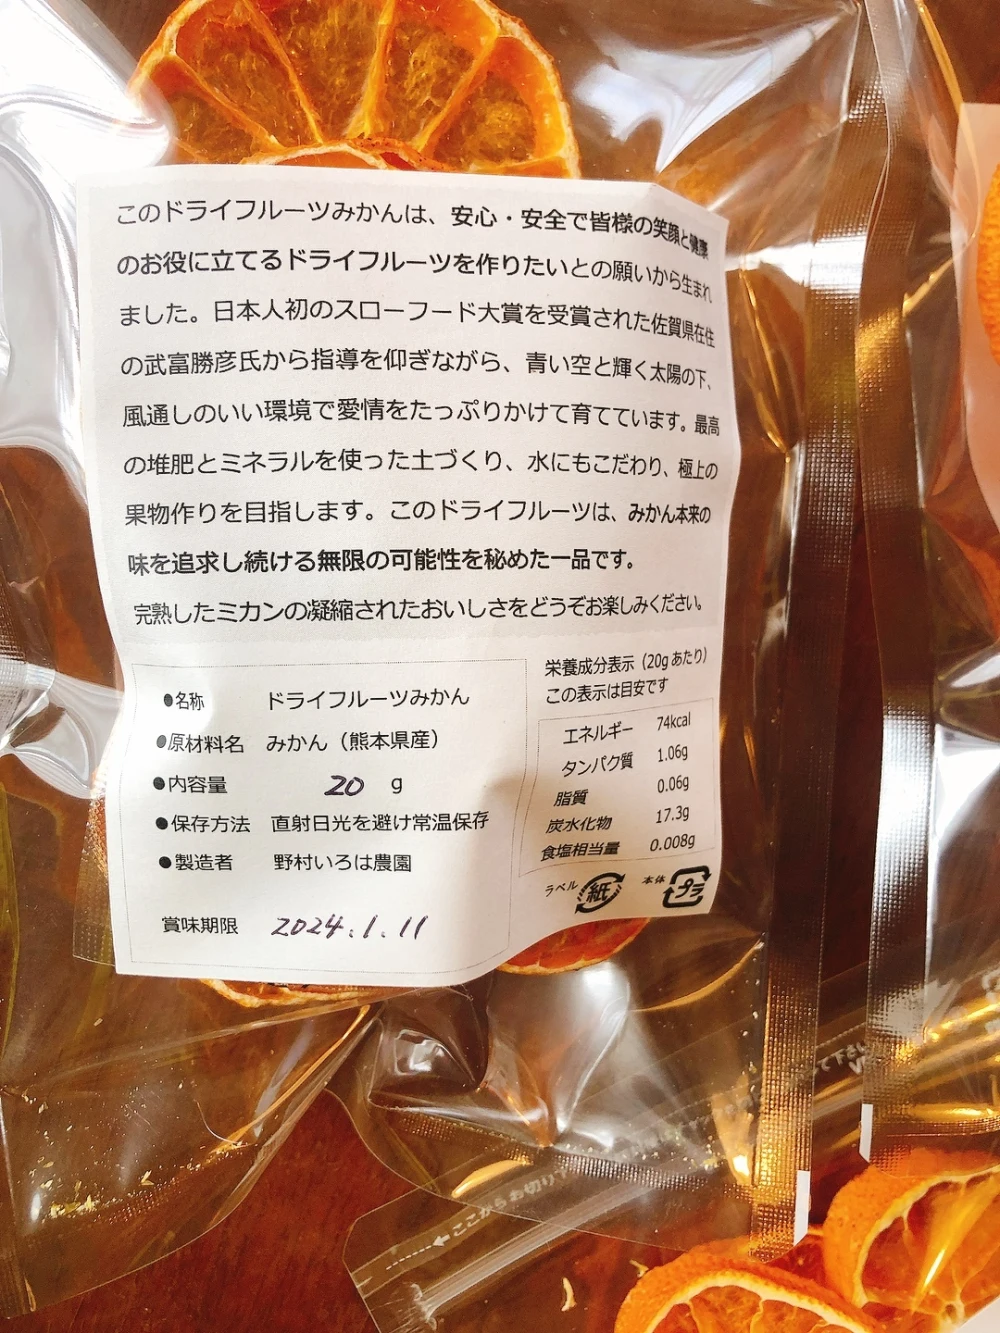 このドライフルーツみかんは、安心・安全で皆様の笑顔と健康
のお役に立てるドライフルーツを作りたいとの願いから生まれ
ました。日本人初のスローフード大賞を受賞された佐賀県在住
の武富勝彦氏から指導を仰ぎながら、青い空と輝く太陽の下、
風通しのいい環境で愛情をたっぷりかけて育てています。最高
の堆肥とミネラルを使った土づくり、水にもこだわり、極上の
果物作りを目指します。このドライフルーツは、みかん本来の
味を追求し続ける無限の可能性を秘めた一品です。
完熟したミカンの凝縮されたおいしさをどうぞお楽しみください。
●名称 ドライフルーツみかん
●原材料名 みかん（熊本県産）
●内容量 20 g
●保存方法 直射日光を避け常温保存
●製造者 野村いろは農園
賞味期限 2024.1.11
栄養成分表示（20gあたり）
この表示は目安です
エネルギー 74kcal
タンパク質 1.06g
脂質 0.06g
炭水化物 17.3g
食塩相当量 0.008g
ラベル 紙 本体 プラ
ここからお切り
て下さい